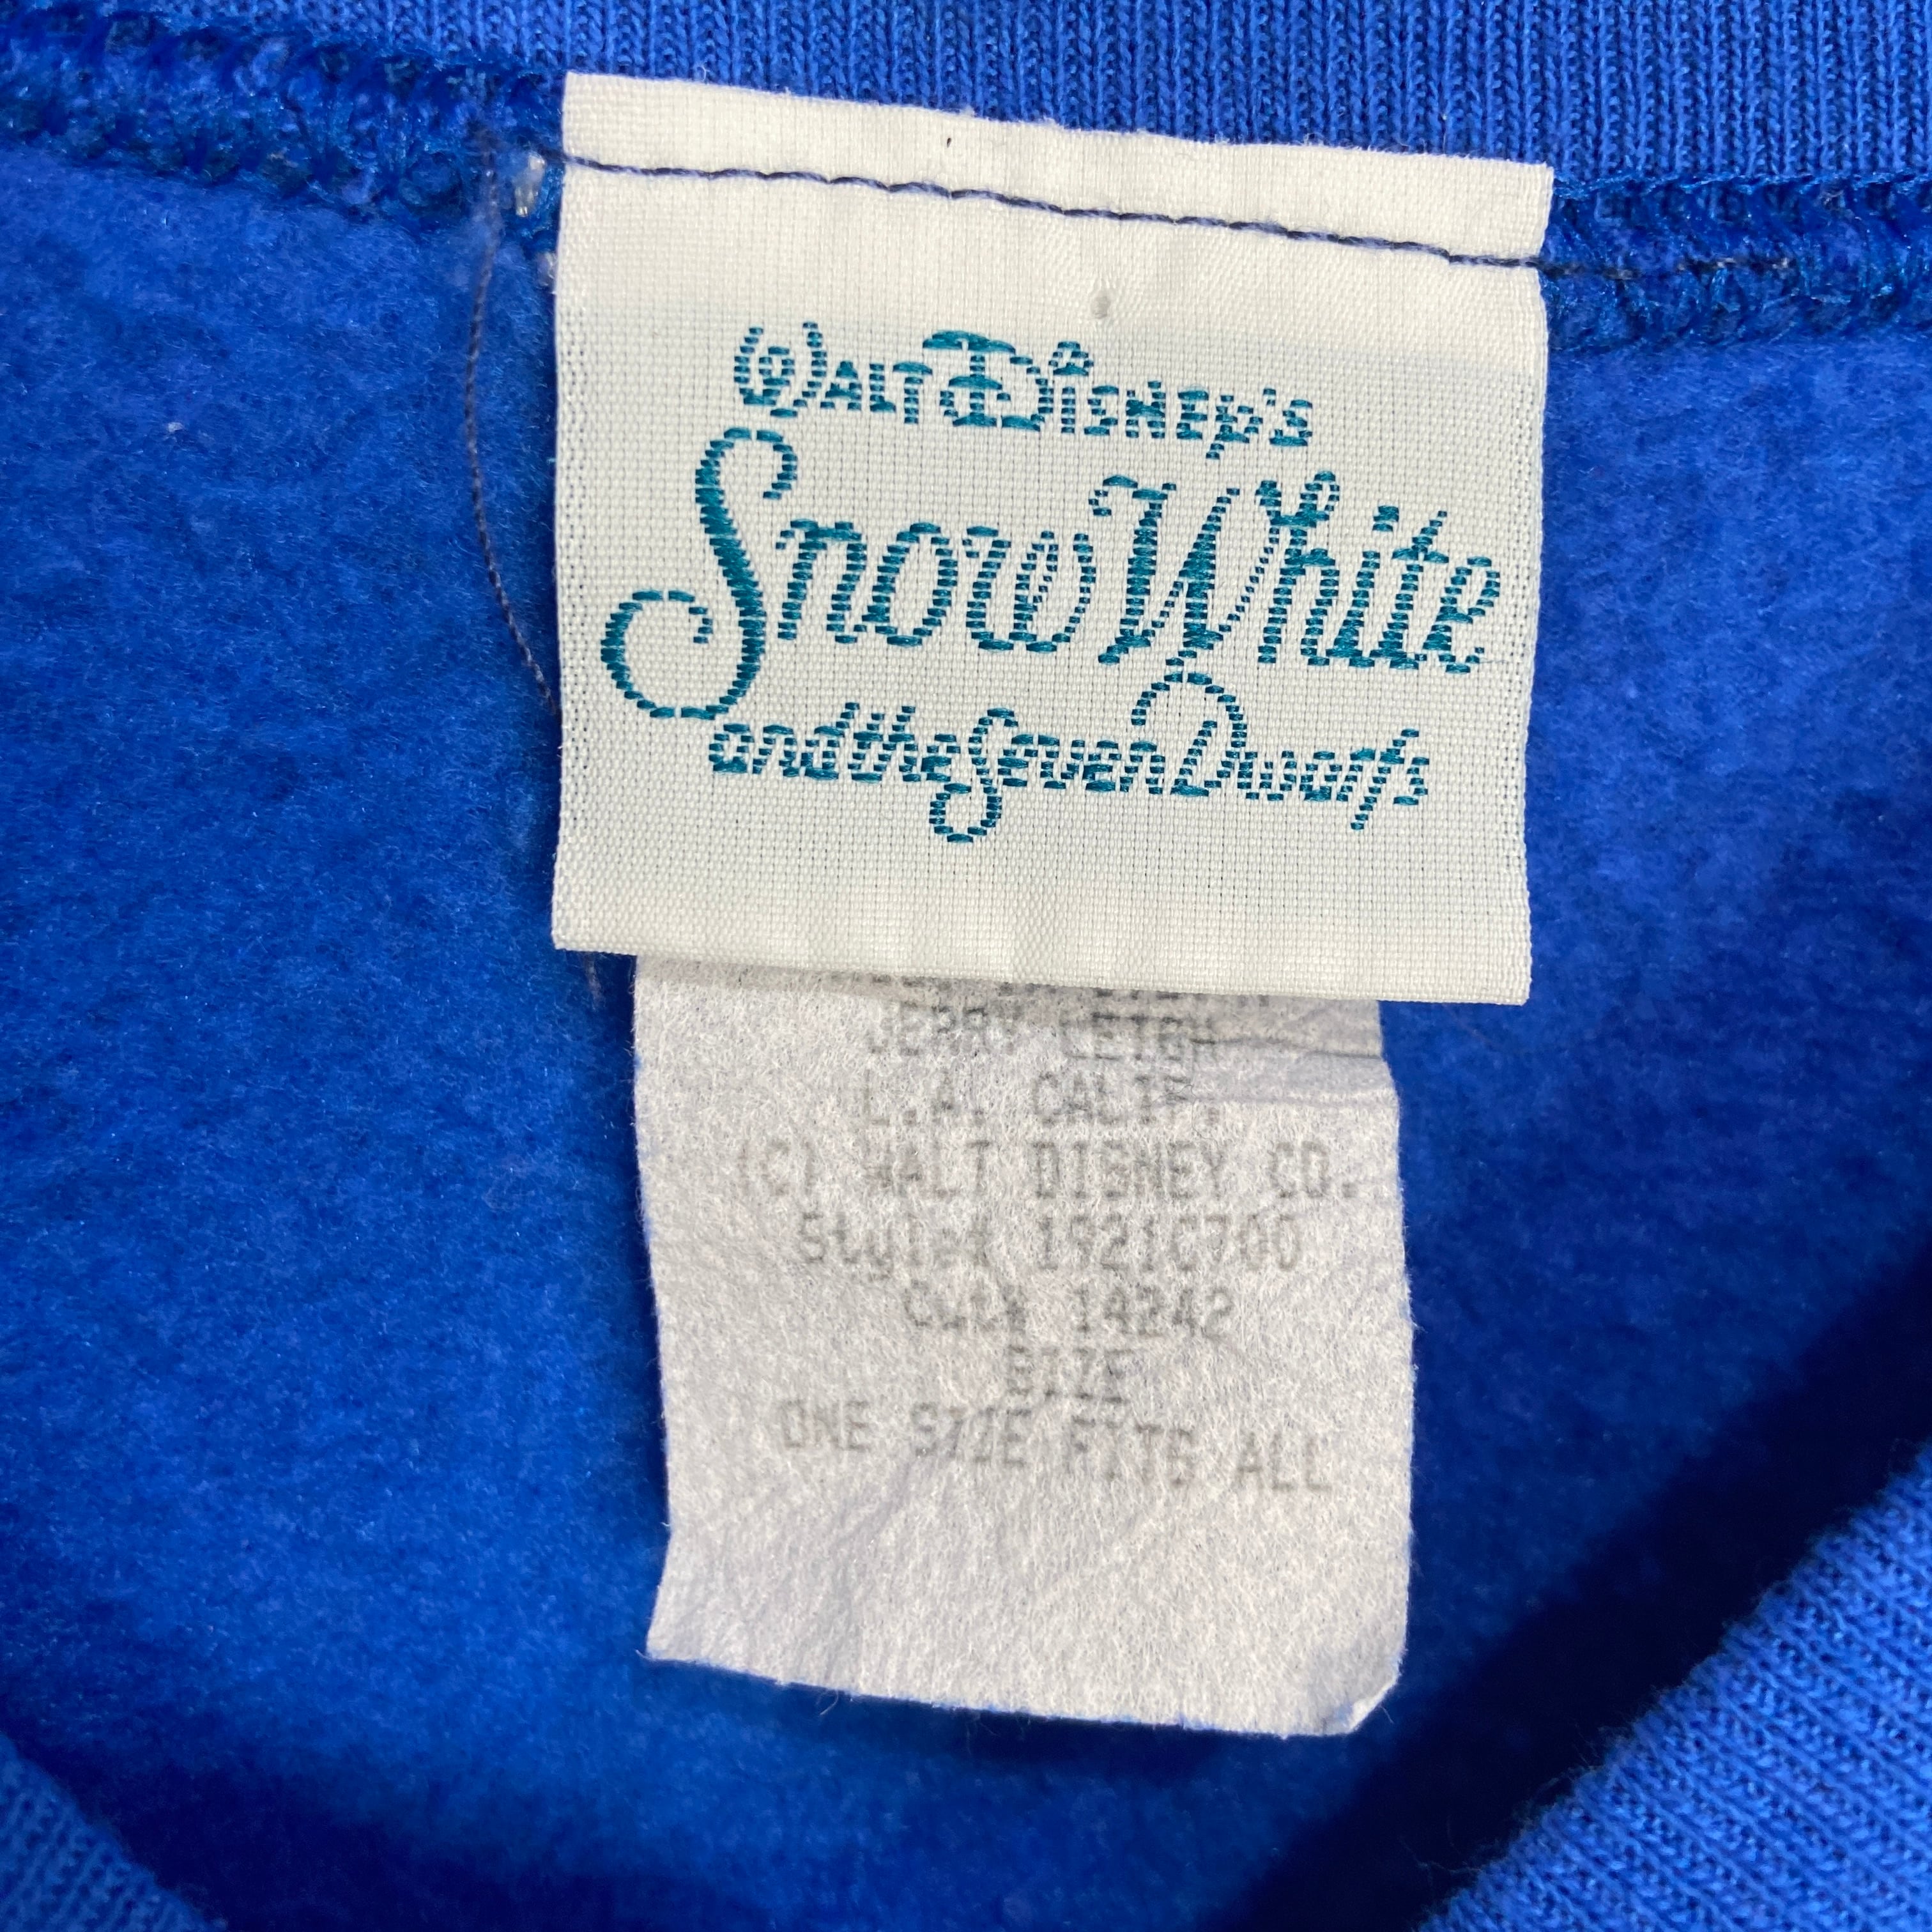 Walt Disney's
Snow White
and the Seven Dwarfs
JERRY LEIGH
L.A. CALIF.
(C) WALT DISNEY CO.
Style# 1921C700
Cut# 14242
SIZE
ONE SIZE FITS ALL